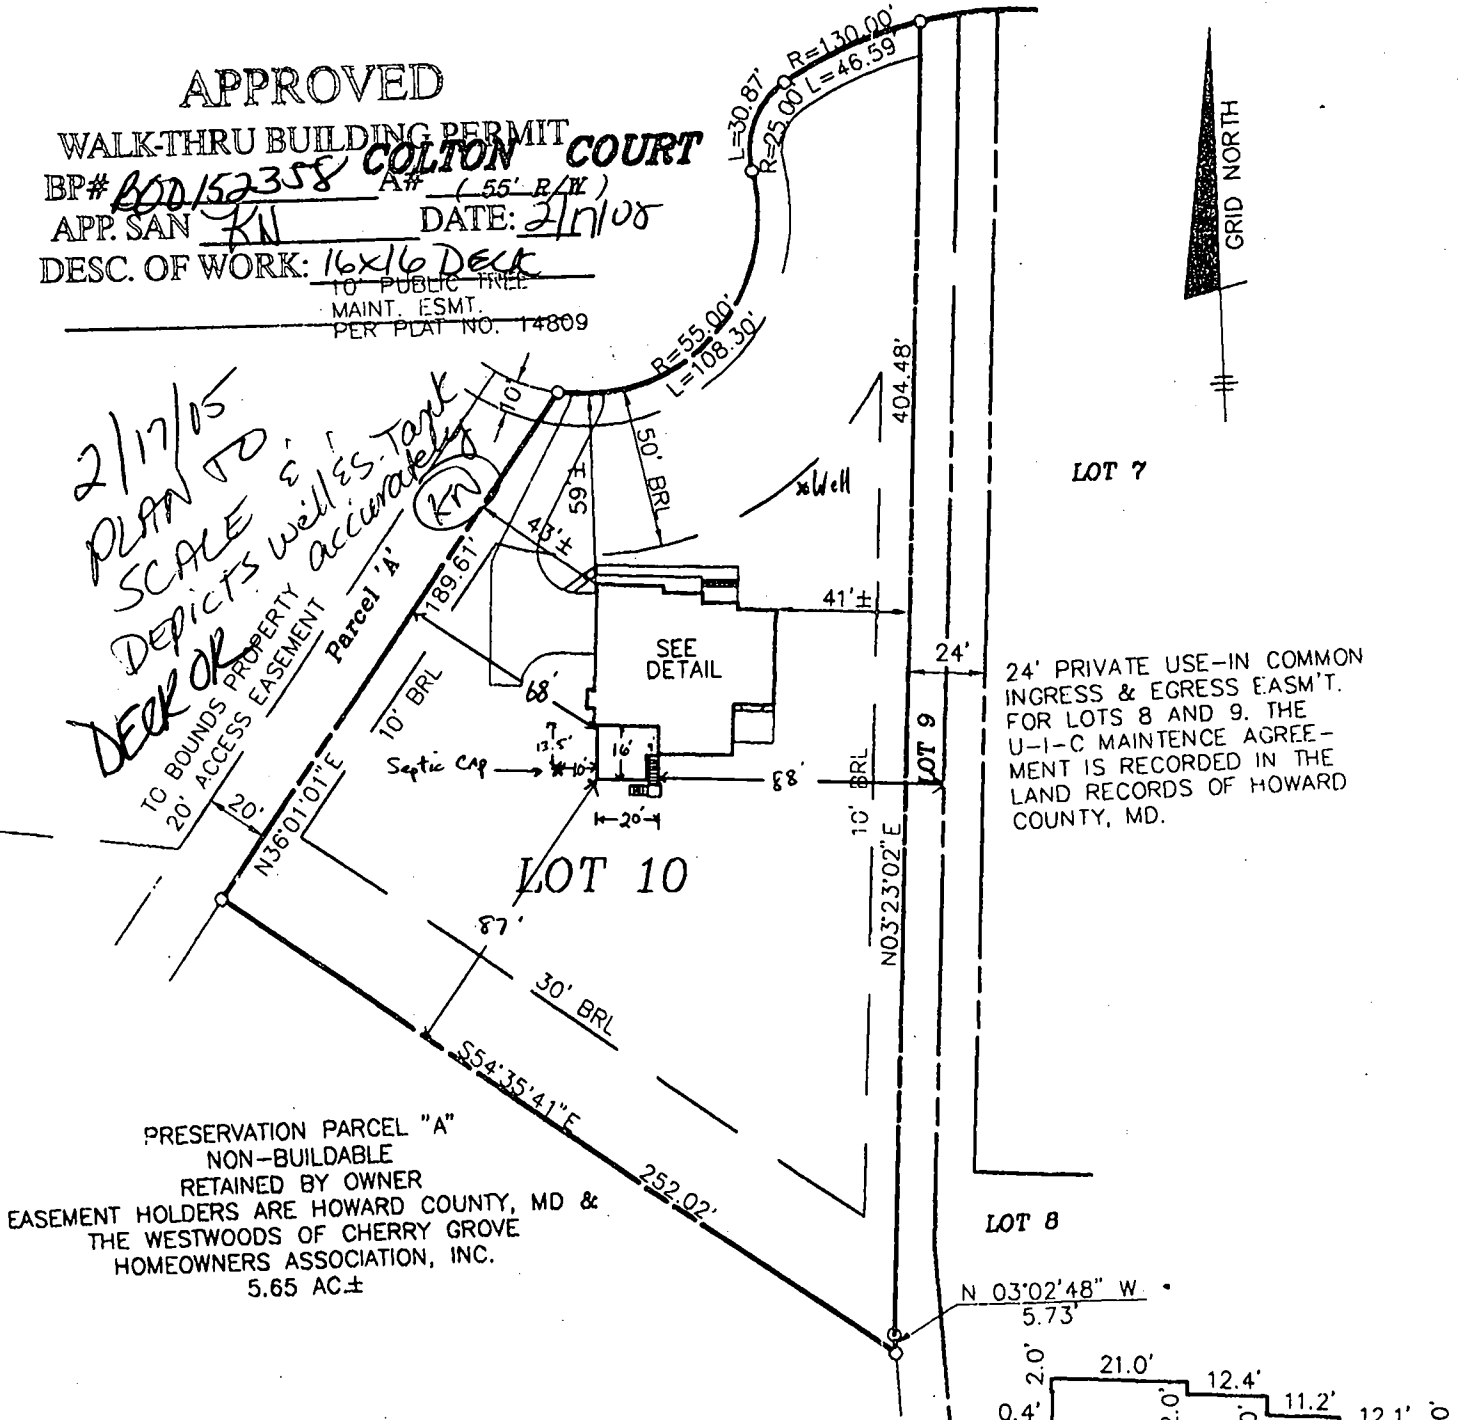 APPROVED
WALK-THRU BUILDING PERMIT
COLTON COURT
BP# B00152358 A# (55' R/W)
APP. SAN KN DATE: 2/17/05
DESC. OF WORK: 16x16 DECK
10' PUBLIC TREE
MAINT. ESMT.
PER PLAT NO. 14809
R=130.00'
L=46.59'
L=30.87'
R=25.00'
R=55.00'
L=108.30'
GRID NORTH
2/17/05
PLAN TO
SCALE &
DEPICTS well & S. Tank
accurately
KN
DECK OK
10'
59'±
50' BRL
404.48'
LOT 7
xWell
43'±
189.61'
Parcel 'A'
TO BOUNDS PROPERTY
20' ACCESS EASEMENT
10' BRL
N36°01'01"E
20'
SEE
DETAIL
41'±
24'
24' PRIVATE USE-IN COMMON
INGRESS & EGRESS EASM'T.
FOR LOTS 8 AND 9. THE
U-I-C MAINTENCE AGREE-
MENT IS RECORDED IN THE
LAND RECORDS OF HOWARD
COUNTY, MD.
LOT 9
68'
13.5'
16'
Septic Cap
10'
88'
20'
10' BRL
N03°23'02"E
LOT 10
87'
30' BRL
S54°35'41"E
252.02'
PRESERVATION PARCEL "A"
NON-BUILDABLE
RETAINED BY OWNER
EASEMENT HOLDERS ARE HOWARD COUNTY, MD &
THE WESTWOODS OF CHERRY GROVE
HOMEOWNERS ASSOCIATION, INC.
5.65 AC.±
LOT 8
N 03°02'48" W
5.73'
2.0'
21.0'
12.4'
11.2'
12.1'
0.4'
2.0'